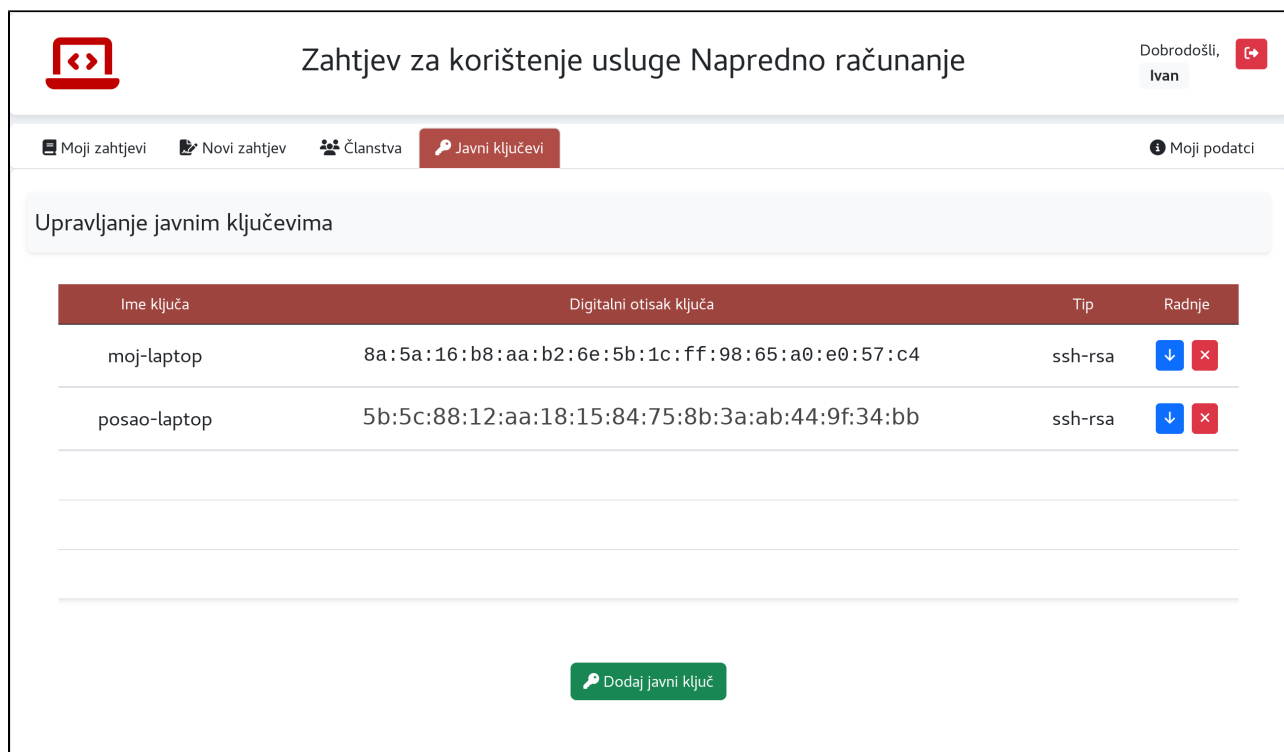 Zahtjev za korištenje usluge Napredno računanje
Dobrodošli,
Ivan
Moji zahtjevi Novi zahtjev Članstva Javni ključevi Moji podatci
Upravljanje javnim ključevima
Ime ključa Digitalni otisak ključa Tip Radnje
moj-laptop 8a:5a:16:b8:aa:b2:6e:5b:1c:ff:98:65:a0:e0:57:c4 ssh-rsa
posao-laptop 5b:5c:88:12:aa:18:15:84:75:8b:3a:ab:44:9f:34:bb ssh-rsa
Dodaj javni ključ